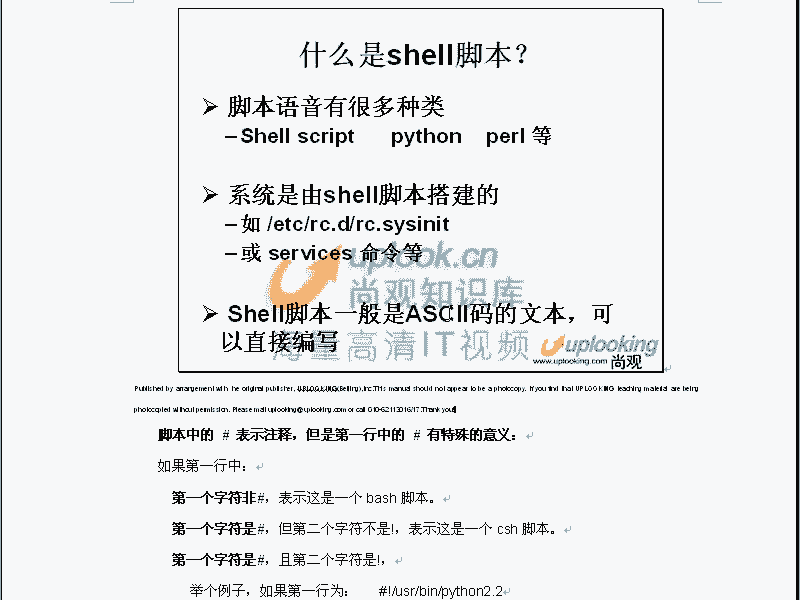 什么是shell脚本?
➢ 脚本语音有很多种类
–Shell script python perl 等
➢ 系统是由shell脚本搭建的
–如 /etc/rc.d/rc.sysinit
–或 services 命令等
uplook.cn
尚观知识库
➢ Shell脚本一般是ASCII码的文本，可
以直接编写
海量高清IT视频
uplooking
www.uplooking.com 尚观
Published by arrangement with the original publisher, UPLOOKING(Beijing),Inc.This manual should not appear to be a photocopy. If you find that UPLOOKING teaching material are being
photocopied without permission. Please mail uplooking@uplooking.com or call 010-62113016/17.Thank you!
脚本中的 # 表示注释，但是第一行中的 # 有特殊的意义：
如果第一行中：
第一个字符非#，表示这是一个 bash 脚本。
第一个字符是#，但第二个字符不是!，表示这是一个 csh 脚本。
第一个字符是#，且第二个字符是!，
举个例子，如果第一行为： #!/usr/bin/python2.2